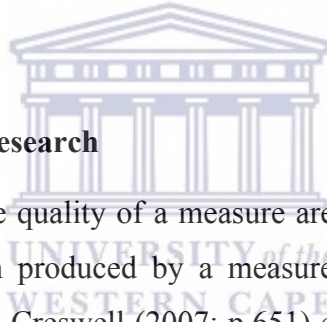 esearch
e quality of a measure are
UNIVERSITY of the
n produced by a measure
WESTERN CAPE
Creswell (2007: p.651)